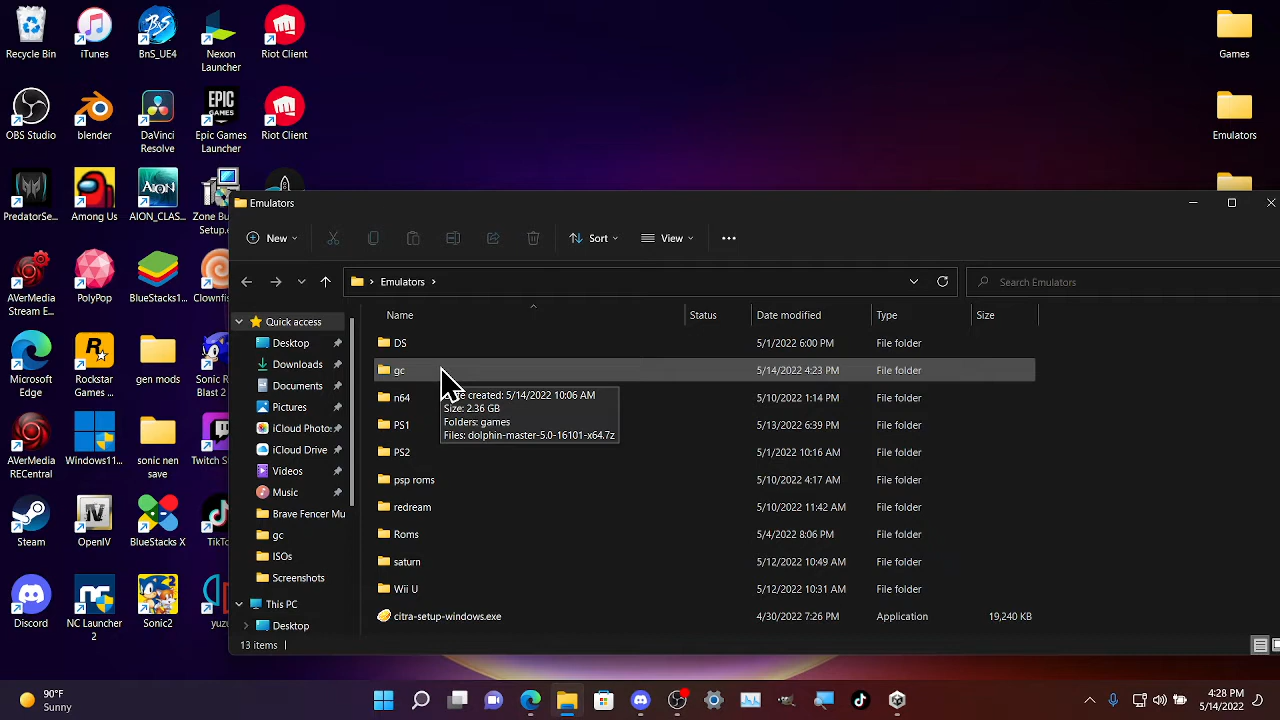 Recycle Bin
iTunes
BnS_UE4
Nexon
Launcher
Riot Client
Games
OBS Studio
blender
DaVinci
Resolve
EPIC
GAMES
Epic Games
Launcher
Riot Client
Emulators
PredatorSe...
Among Us
AION_CLAS...
Zone Bu
Setup.e
Emulators
New
Sort
View
Emulators
Search Emulators
AVerMedia
Stream E...
PolyPop
BlueStacks1...
Clownfis
Name
Status
Date modified
Type
Size
Quick access
Desktop
Downloads
Documents
Pictures
iCloud Photo:
iCloud Drive
Videos
Music
Brave Fencer Mu
gc
ISOs
Screenshots
This PC
Desktop
DS 5/1/2022 6:00 PM File folder
gc 5/14/2022 4:23 PM File folder
created: 5/14/2022 10:06 AM
Size: 2.36 GB
Folders: games
Files: dolphin-master-5.0-16101-x64.7z
n64 5/10/2022 1:14 PM File folder
PS1 5/13/2022 6:39 PM File folder
PS2 5/1/2022 10:16 AM File folder
psp roms 5/10/2022 4:17 AM File folder
redream 5/10/2022 11:42 AM File folder
Roms 5/4/2022 8:06 PM File folder
saturn 5/12/2022 10:49 AM File folder
Wii U 5/12/2022 10:31 AM File folder
citra-setup-windows.exe 4/30/2022 7:26 PM Application 19,240 KB
13 items
Microsoft
Edge
Rockstar
Games ...
gen mods
Sonic R
Blast 2
AVerMedia
RECentral
Windows11...
sonic nen
save
Twitch S
Steam
IV
OpenIV
BlueStacks X
TikTo
Discord
NC Launcher
2
Sonic2
yuzu
90°F
Sunny
4:28 PM
5/14/2022